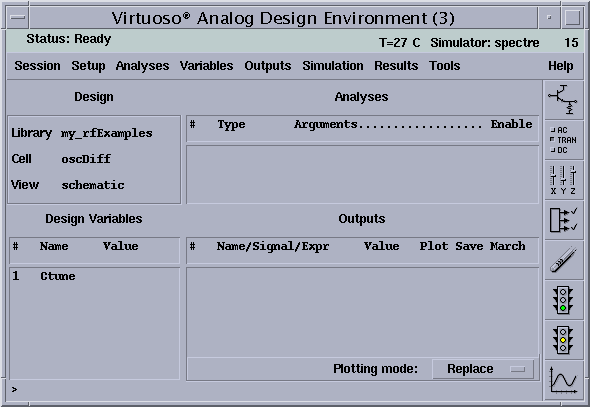 Virtuoso® Analog Design Environment (3)
Status: Ready T=27 C Simulator: spectre 15
Session Setup Analyses Variables Outputs Simulation Results Tools Help
Design
Library my_rfExamples
Cell oscDiff
View schematic
Analyses
# Type Arguments.................. Enable
Design Variables
# Name Value
1 Ctune
Outputs
# Name/Signal/Expr Value Plot Save March
Plotting mode: Replace
>
AC
TRAN
DC
X Y Z